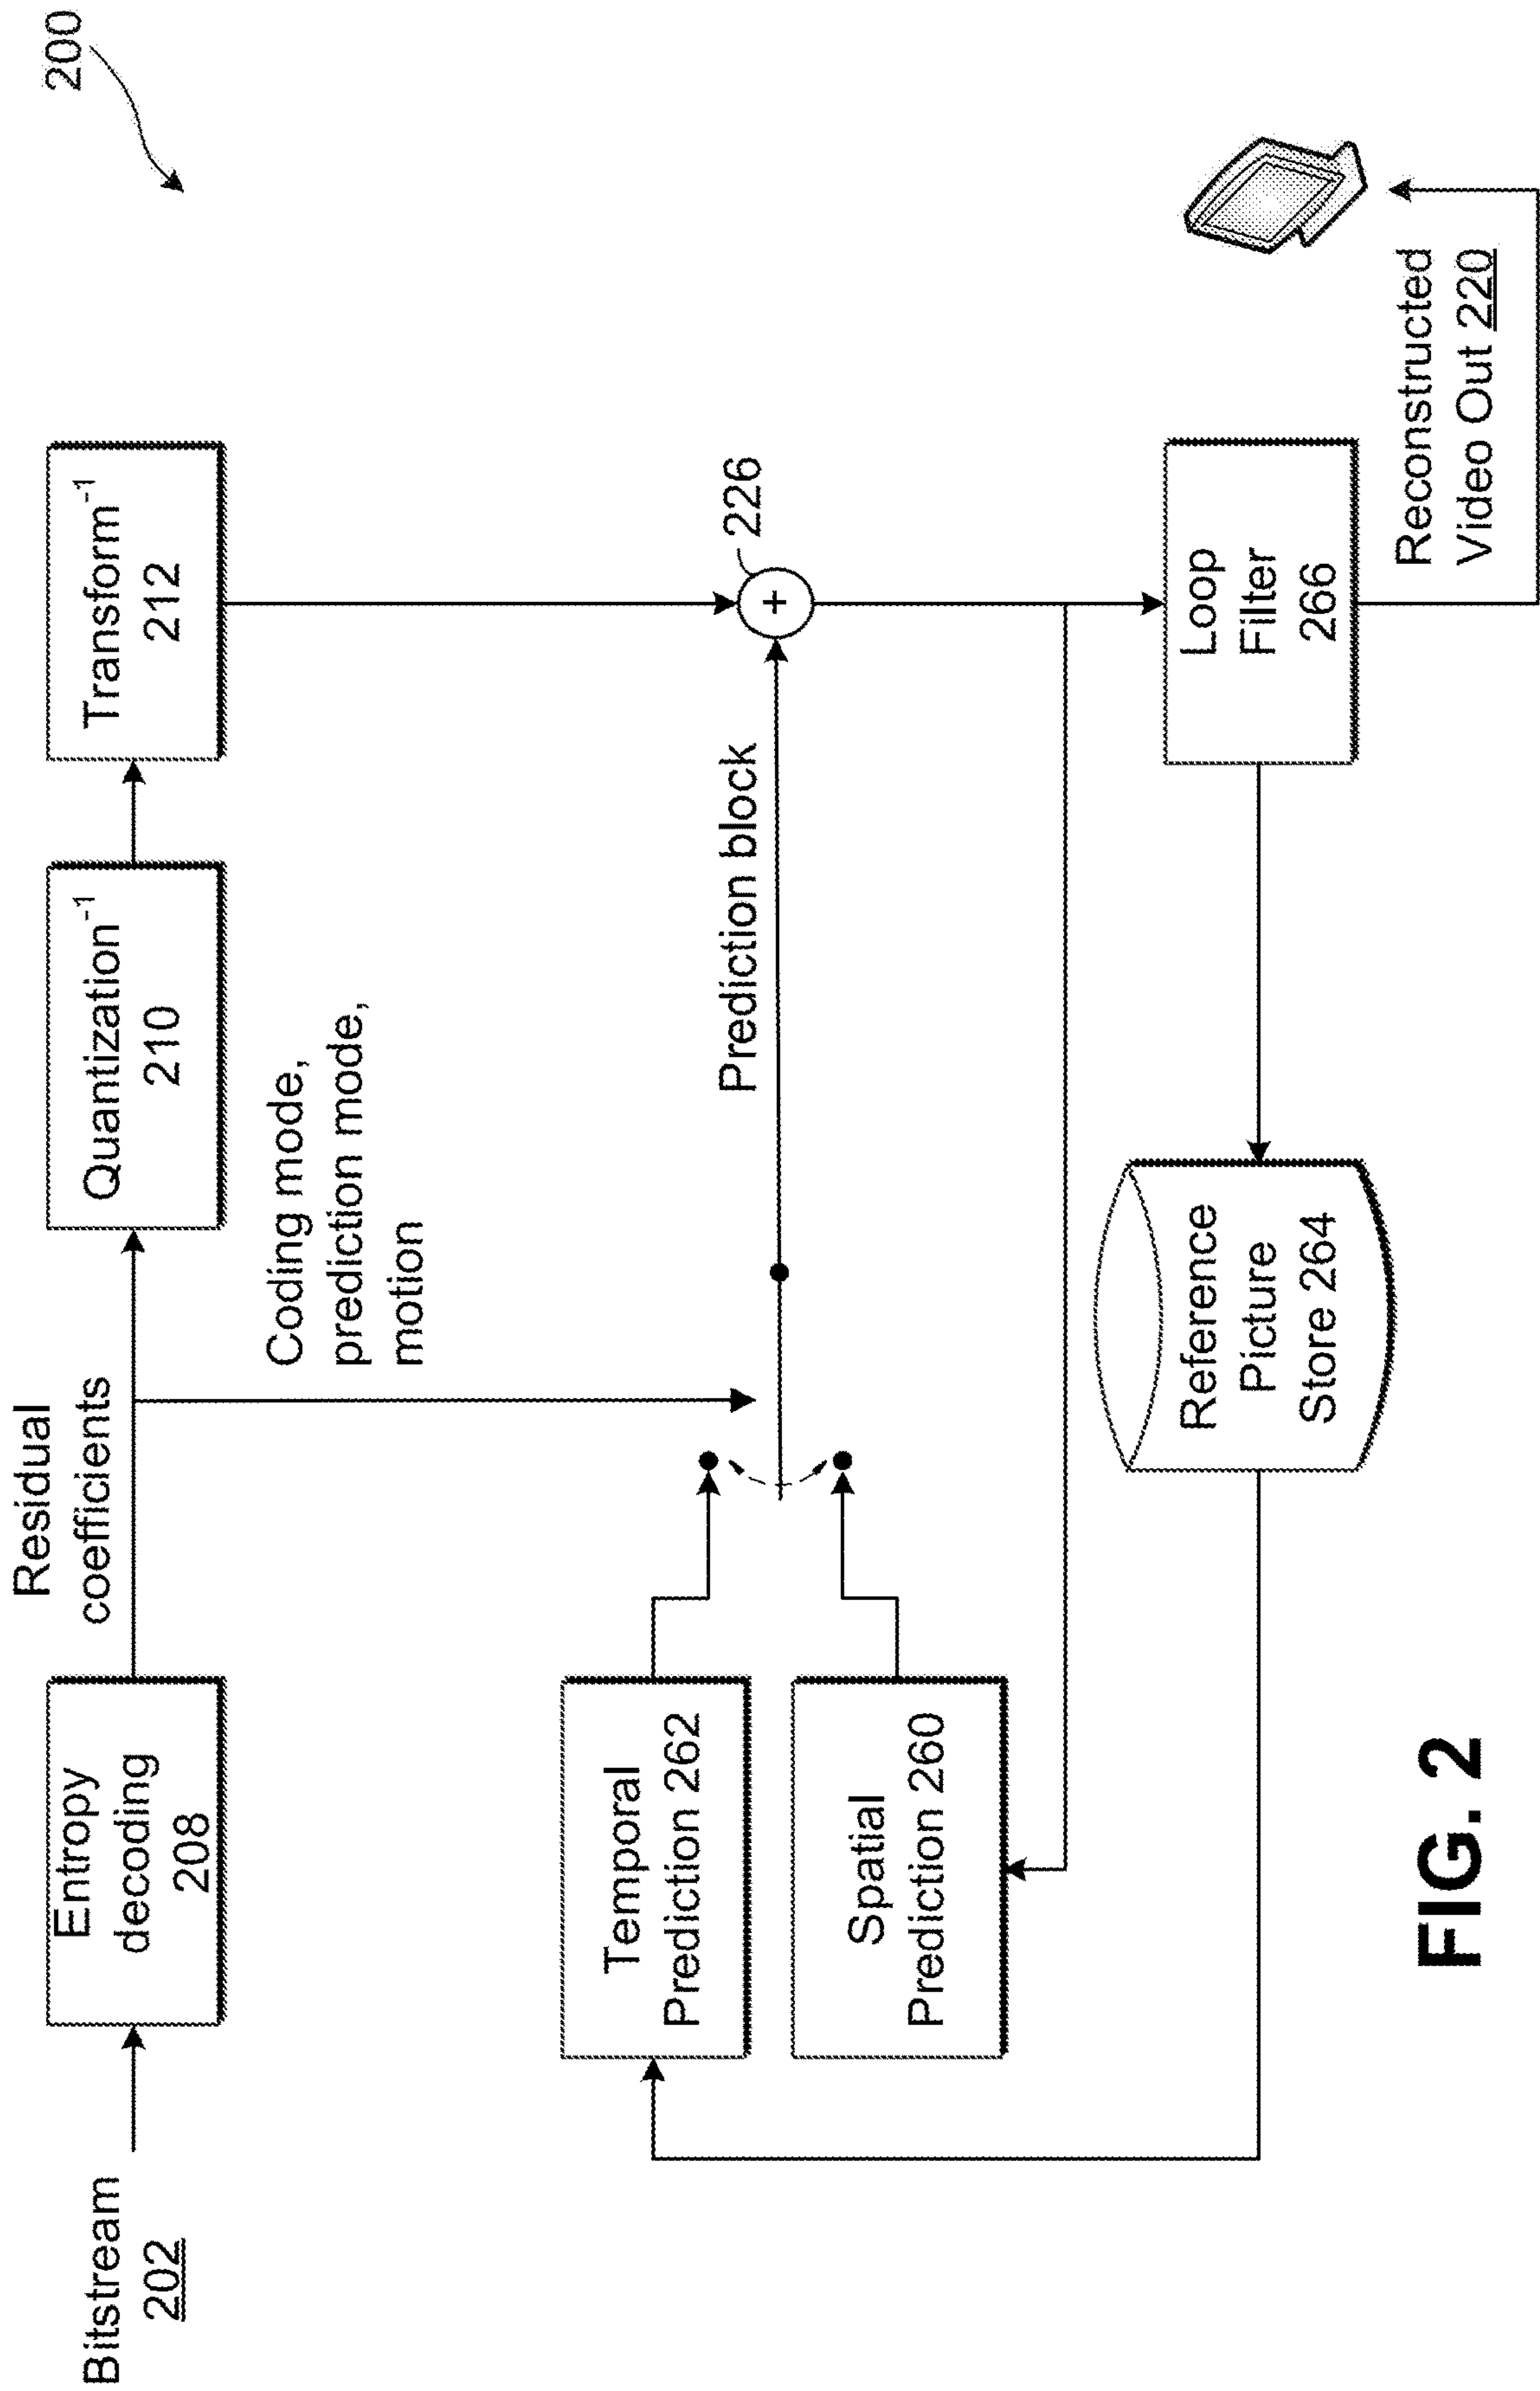 200
Bitstream
202
Entropy
decoding
208
Residual
coefficients
Quantization-1
210
Transform-1
212
Coding mode,
prediction mode,
motion
Temporal
Prediction 262
Spatial
Prediction 260
Prediction block
+
226
Reference
Picture
Store 264
Loop
Filter
266
Reconstructed
Video Out 220
FIG. 2